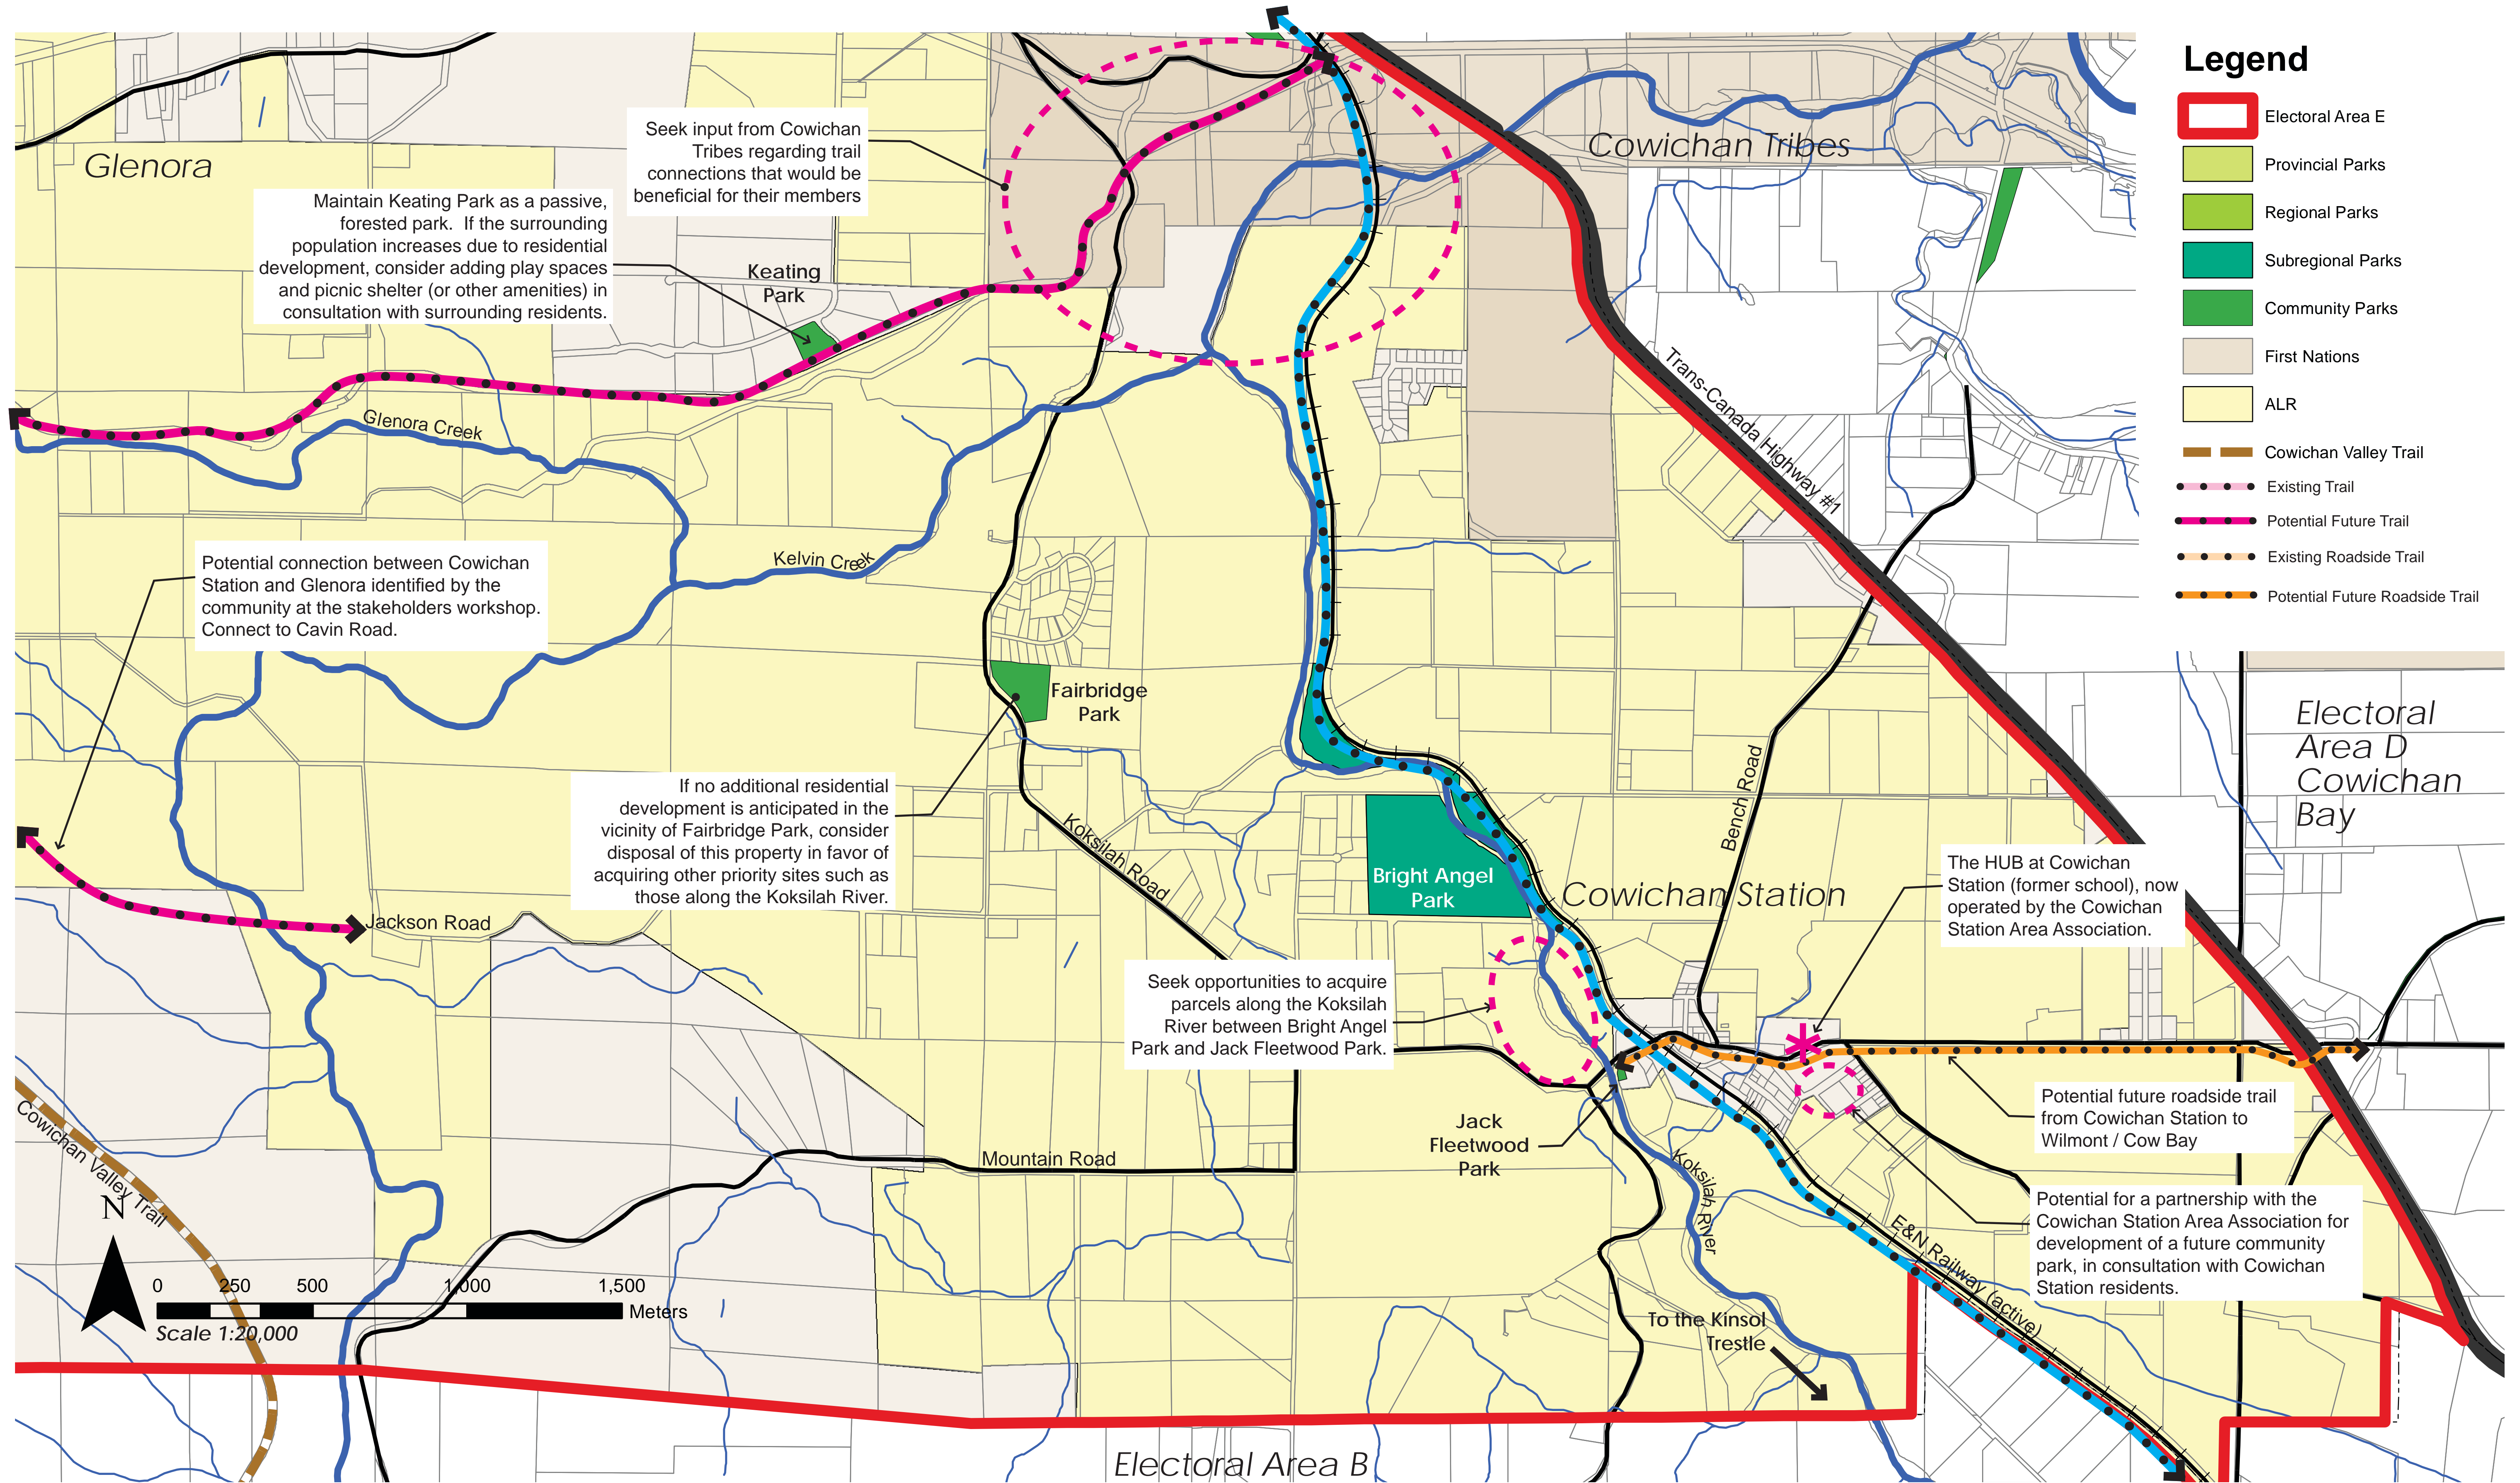 Legend
Electoral Area E
Provincial Parks
Regional Parks
Subregional Parks
Community Parks
First Nations
ALR
Cowichan Valley Trail
Existing Trail
Potential Future Trail
Existing Roadside Trail
Potential Future Roadside Trail
Glenora
Cowichan Tribes
Seek input from Cowichan
Tribes regarding trail
connections that would be
beneficial for their members
Maintain Keating Park as a passive,
forested park.  If the surrounding
population increases due to residential
development, consider adding play spaces
and picnic shelter (or other amenities) in
consultation with surrounding residents.
Keating
Park
Trans-Canada Highway #1
Glenora Creek
Kelvin Creek
Potential connection between Cowichan
Station and Glenora identified by the
community at the stakeholders workshop.
Connect to Cavin Road.
Fairbridge
Park
Electoral
Area D
Cowichan
Bay
If no additional residential
development is anticipated in the
vicinity of Fairbridge Park, consider
disposal of this property in favor of
acquiring other priority sites such as
those along the Koksilah River.
Koksilah Road
Bench Road
Bright Angel
Park
Cowichan Station
The HUB at Cowichan
Station (former school), now
operated by the Cowichan
Station Area Association.
Jackson Road
Seek opportunities to acquire
parcels along the Koksilah
River between Bright Angel
Park and Jack Fleetwood Park.
Potential future roadside trail
from Cowichan Station to
Wilmont / Cow Bay
Jack
Fleetwood
Park
Mountain Road
Koksilah River
Cowichan Valley Trail
Potential for a partnership with the
Cowichan Station Area Association for
development of a future community
park, in consultation with Cowichan
Station residents.
E&N Railway (active)
N
0 250 500 1,000 1,500
Meters
Scale 1:20,000
To the Kinsol
Trestle
Electoral Area B